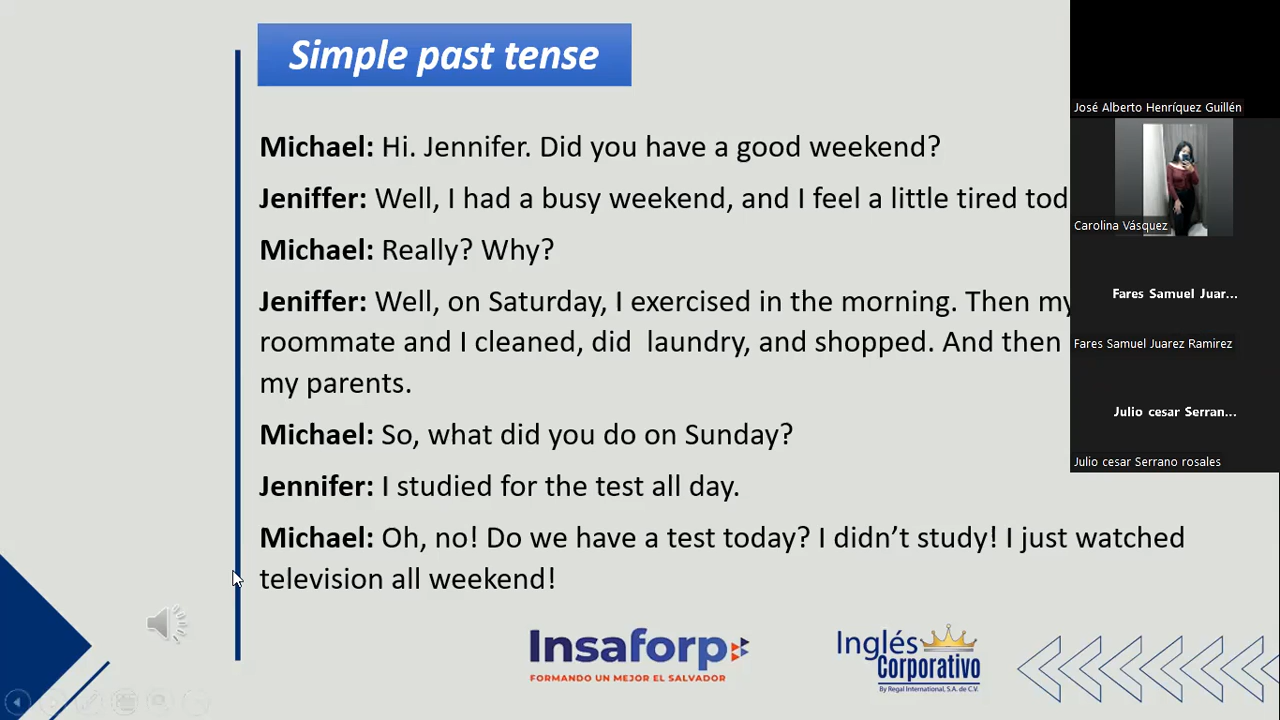 Simple past tense
Michael: Hi. Jennifer. Did you have a good weekend?
Jeniffer: Well, I had a busy weekend, and I feel a little tired tod
Michael: Really? Why?
Jeniffer: Well, on Saturday, I exercised in the morning. Then my
roommate and I cleaned, did laundry, and shopped. And then
my parents.
Michael: So, what did you do on Sunday?
Jennifer: I studied for the test all day.
Michael: Oh, no! Do we have a test today? I didn’t study! I just watched
television all weekend!
Insaforp
FORMANDO UN MEJOR EL SALVADOR
Inglés
Corporativo
By Regal International, S.A. de C.V.
José Alberto Henríquez Guillén
Carolina Vásquez
Fares Samuel Juar...
Fares Samuel Juarez Ramirez
Julio cesar Serran...
Julio cesar Serrano rosales